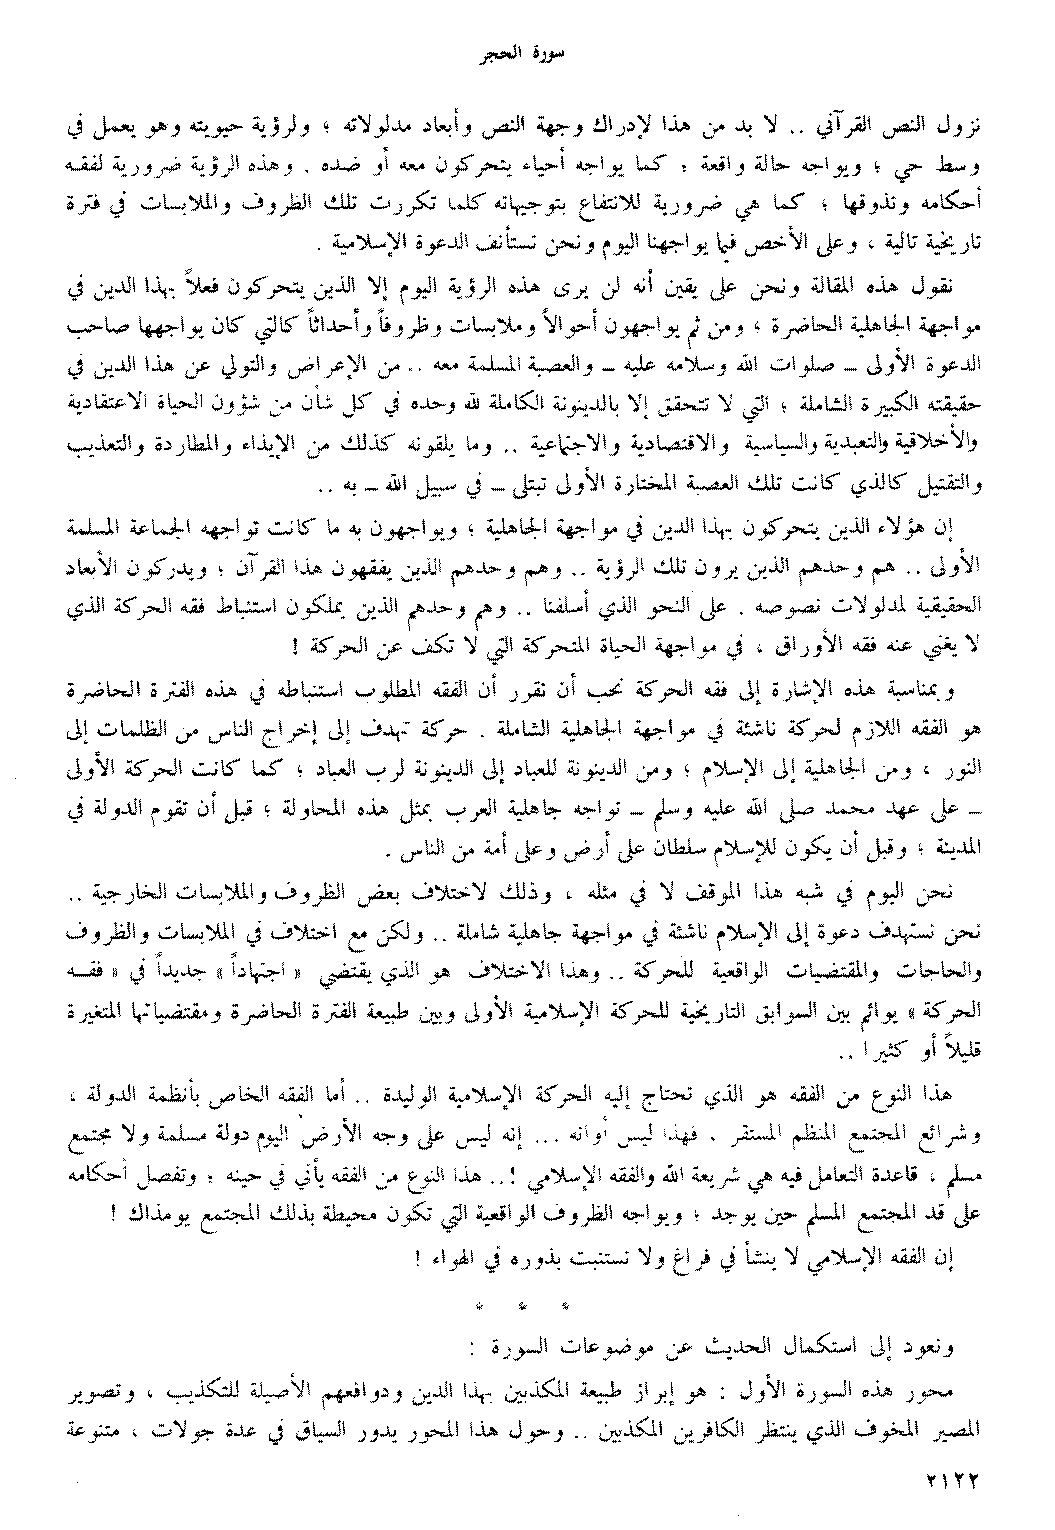 سورة الحجر
نزول النص القرآني .. لا بد من هذا لإدراك وجهة النص وأبعاد مدلولاته ؛ ولرؤية حيويته وهو يعمل في
وسط حي ؛ ويواجه حالة واقعة ؛ كما يواجه أحياء يتحركون معه أو ضده . وهذه الرؤية ضرورية لفقه
أحكامه وتذوقها ؛ كما هي ضرورية للانتفاع بتوجيهاته كلما تكررت تلك الظروف والملابسات في فترة
تاريخية تالية ، وعلى الأخص فيما يواجهنا اليوم ونحن نستأنف الدعوة الإسلامية .
نقول هذه المقالة ونحن على يقين أنه لن يرى هذه الرؤية اليوم إلا الذين يتحركون فعلاً بهذا الدين في
مواجهة الجاهلية الحاضرة ؛ ومن ثم يواجهون أحوالاً وملابسات وظروفاً وأحداثاً كالتي كان يواجهها صاحب
الدعوة الأولى – صلوات الله وسلامه عليه – والعصبة المسلمة معه .. من الإعراض والتولي عن هذا الدين في
حقيقته الكبيرة الشاملة ؛ التي لا تتحقق إلا بالدينونة الكاملة لله وحده في كل شأن من شؤون الحياة الاعتقادية
والأخلاقية والتعبدية والسياسية والاقتصادية والاجتماعية .. وما يلقونه كذلك من الإيذاء والمطاردة والتعذيب
والتقتيل كالذي كانت تلك العصبة المختارة الأولى تبتلى – في سبيل الله – به ..
إن هؤلاء الذين يتحركون بهذا الدين في مواجهة الجاهلية ؛ ويواجهون به ما كانت تواجهه الجماعة المسلمة
الأولى .. هم وحدهم الذين يرون تلك الرؤية .. وهم وحدهم الذين يفقهون هذا القرآن ؛ ويدركون الأبعاد
الحقيقية لمدلولات نصوصه . على النحو الذي أسلفنا .. وهم وحدهم الذين يملكون استنباط فقه الحركة الذي
لا يغني عنه فقه الأوراق ، في مواجهة الحياة المتحركة التي لا تكف عن الحركة !
وبمناسبة هذه الإشارة إلى فقه الحركة نحب أن نقرر أن الفقه المطلوب استنباطه في هذه الفترة الحاضرة
هو الفقه اللازم لحركة ناشئة في مواجهة الجاهلية الشاملة . حركة تهدف إلى إخراج الناس من الظلمات إلى
النور ، ومن الجاهلية إلى الإسلام ؛ ومن الدينونة للعباد إلى الدينونة لرب العباد ؛ كما كانت الحركة الأولى
– على عهد محمد صلى الله عليه وسلم – تواجه جاهلية العرب بمثل هذه المحاولة ؛ قبل أن تقوم الدولة في
المدينة ؛ وقبل أن يكون للإسلام سلطان على أرض وعلى أمة من الناس .
نحن اليوم في شبه هذا الموقف لا في مثله ، وذلك لاختلاف بعض الظروف والملابسات الخارجية ..
نحن نستهدف دعوة إلى الإسلام ناشئة في مواجهة جاهلية شاملة .. ولكن مع اختلاف في الملابسات والظروف
والحاجات والمقتضيات الواقعية للحركة .. وهذا الاختلاف هو الذي يقتضي « اجتهاداً » جديداً في « فقه
الحركة » يوائم بين السوابق التاريخية للحركة الإسلامية الأولى وبين طبيعة الفترة الحاضرة ومقتضياتها المتغيرة
قليلاً أو كثيرا ..
هذا النوع من الفقه هو الذي تحتاج إليه الحركة الإسلامية الوليدة .. أما الفقه الخاص بأنظمة الدولة ،
وشرائع المجتمع المنظم المستقر . فهذا ليس أوانه ... إنه ليس على وجه الأرض اليوم دولة مسلمة ولا مجتمع
مسلم ، قاعدة التعامل فيه هي شريعة الله والفقه الإسلامي !.. هذا النوع من الفقه يأتي في حينه ؛ وتفصل أحكامه
على قد المجتمع المسلم حين يوجد ؛ ويواجه الظروف الواقعية التي تكون محيطة بذلك المجتمع يومذاك !
إن الفقه الإسلامي لا ينشأ في فراغ ولا تستنبت بذوره في الهواء !
* * *
ونعود إلى استكمال الحديث عن موضوعات السورة :
محور هذه السورة الأول : هو إبراز طبيعة المكذبين بهذا الدين ودوافعهم الأصيلة للتكذيب ، وتصوير
المصير المخوف الذي ينتظر الكافرين المكذبين .. وحول هذا المحور يدور السياق في عدة جولات ، متنوعة
٢١٢٢